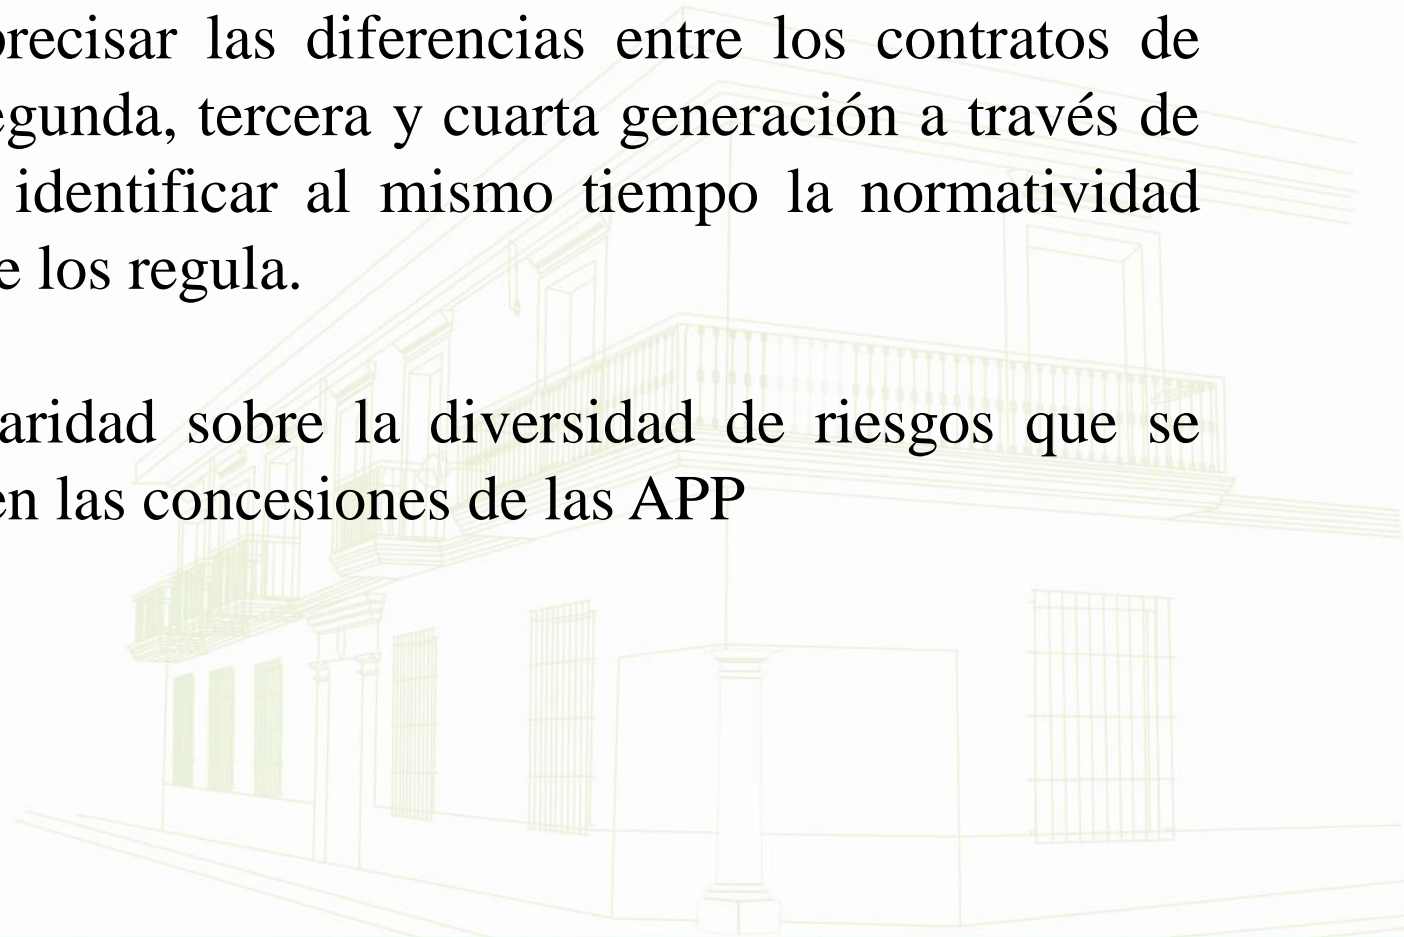 precisar las diferencias entre los contratos de
egunda, tercera y cuarta generación a través de
identificar al mismo tiempo la normatividad
e los regula.
aridad sobre la diversidad de riesgos que se
en las concesiones de las APP